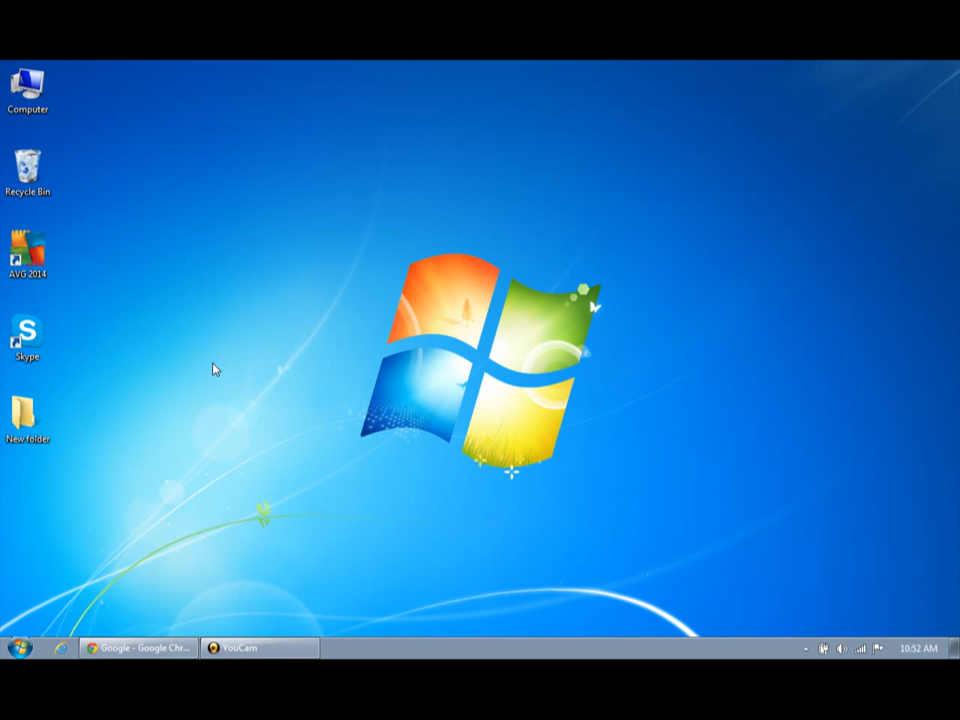 Computer
Recycle Bin
AVG 2014
S
Skype
New folder
Google - Google Chr...
YouCam
10:52 AM